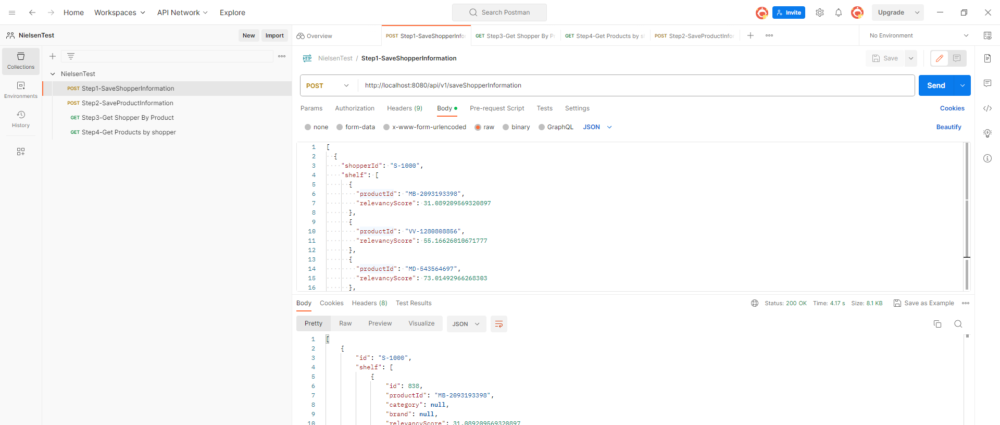 Home Workspaces API Network Explore Search Postman Invite Upgrade
NielsenTest New Import Overview POST Step1-SaveShopperInfor GET Step3-Get Shopper By P GET Step4-Get Products by s POST Step2-SaveProductInfor No Environment
Collections
Environments
History
NielsenTest
POST Step1-SaveShopperInformation
POST Step2-SaveProductInformation
GET Step3-Get Shopper By Product
GET Step4-Get Products by shopper
HTTP NielsenTest / Step1-SaveShopperInformation Save
POST http://localhost:8080/api/v1/saveShopperInformation Send
Params Authorization Headers (9) Body Pre-request Script Tests Settings Cookies
none form-data x-www-form-urlencoded raw binary GraphQL JSON Beautify
1 [
2 {
3 "shopperId": "S-1000",
4 "shelf": [
5 {
6 "productId": "MB-2093193398",
7 "relevancyScore": 31.089209569320897
8 },
9 {
10 "productId": "VV-1280808856",
11 "relevancyScore": 55.16626010671777
12 },
13 {
14 "productId": "MD-543564697",
15 "relevancyScore": 73.01492966268303
16 },
Body Cookies Headers (8) Test Results Status: 200 OK Time: 4.17 s Size: 8.1 KB Save as Example
Pretty Raw Preview Visualize JSON
1 [
2 {
3 "id": "S-1000",
4 "shelf": [
5 {
6 "id": 838,
7 "productId": "MB-2093193398",
8 "category": null,
9 "brand": null,
10 "relevancyScore": 31.089209569320897